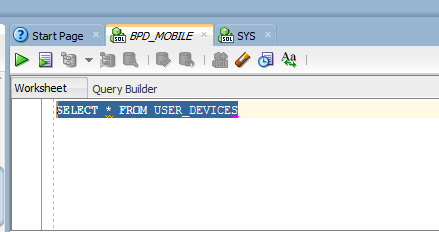 Start Page
BPD_MOBILE
SYS
Worksheet
Query Builder
SELECT * FROM USER_DEVICES